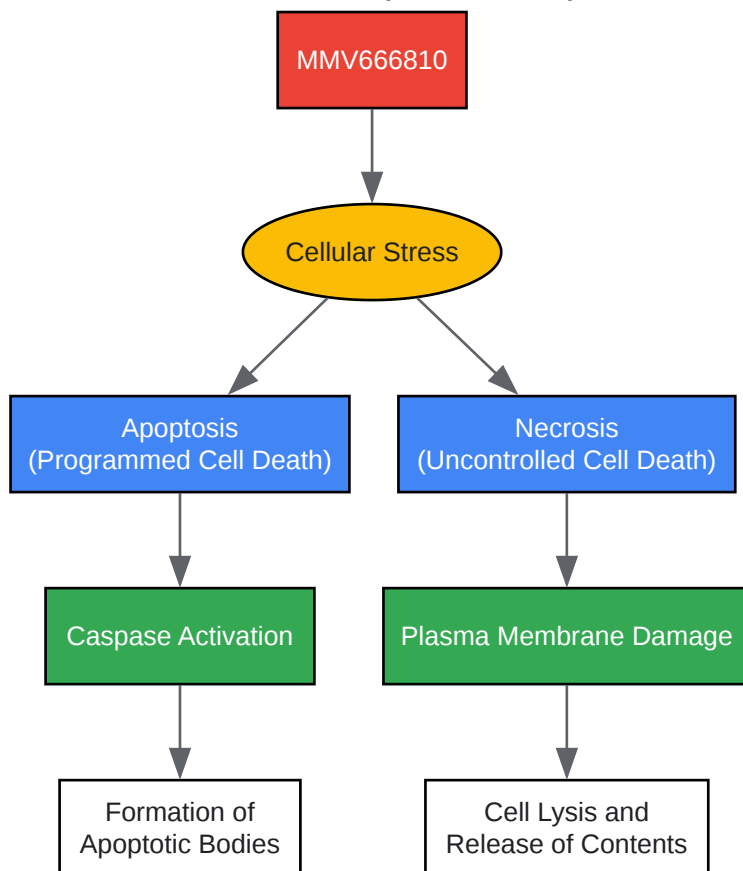 MMV666810
Cellular Stress
Apoptosis
(Programmed Cell Death)
Necrosis
(Uncontrolled Cell Death)
Caspase Activation
Plasma Membrane Damage
Formation of
Apoptotic Bodies
Cell Lysis and
Release of Contents